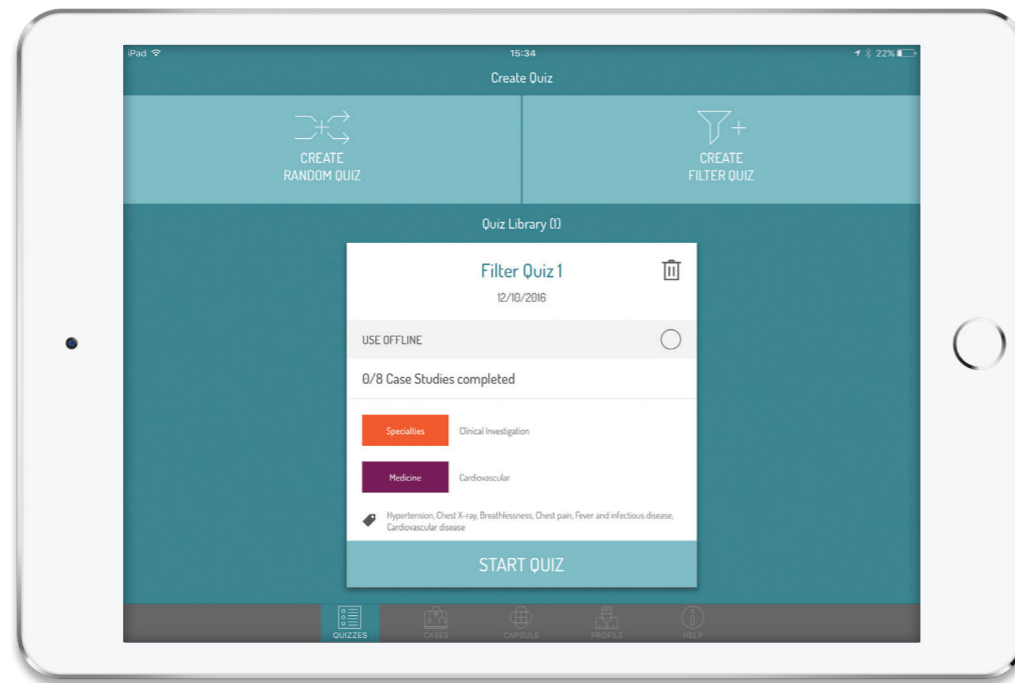 iPad 15:34 22%
Create Quiz
CREATE
RANDOM QUIZ
CREATE
FILTER QUIZ
Quiz Library (1)
Filter Quiz 1
12/10/2016
USE OFFLINE
0/8 Case Studies completed
Specialties Clinical Investigation
Medicine Cardiovascular
Hypertension, Chest X-ray, Breathlessness, Chest pain, Fever and infectious disease,
Cardiovascular disease
START QUIZ
QUIZZES CASES CAPSULE PROFILE HELP